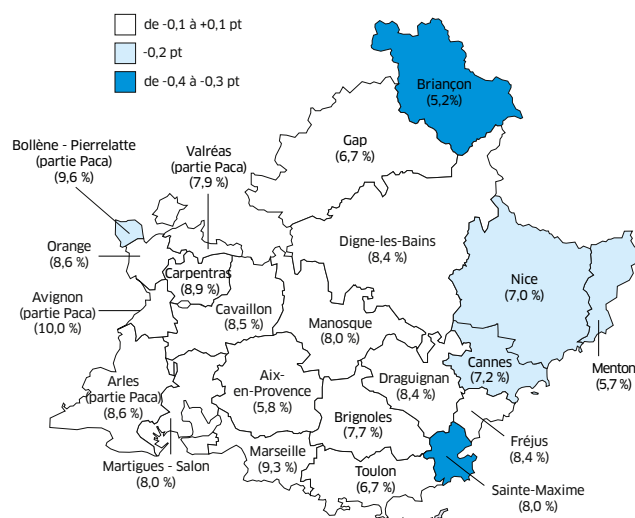 de -0,1 à +0,1 pt
-0,2 pt
de -0,4 à -0,3 pt
Briançon
(5,2%)
Gap
(6,7 %)
Bollène - Pierrelatte
(partie Paca)
(9,6 %)
Valréas
(partie Paca)
(7,9 %)
Orange
(8,6 %)
Carpentras
(8,9 %)
Digne-les-Bains
(8,4 %)
Nice
(7,0 %)
Avignon
(partie Paca)
(10,0 %)
Cavaillon
(8,5 %)
Manosque
(8,0 %)
Menton
(5,7 %)
Cannes
(7,2 %)
Arles
(partie Paca)
(8,6 %)
Aix-
en-Provence
(5,8 %)
Draguignan
(8,4 %)
Brignoles
(7,7 %)
Fréjus
(8,4 %)
Martigues - Salon
(8,0 %)
Marseille
(9,3 %)
Toulon
(6,7 %)
Sainte-Maxime
(8,0 %)